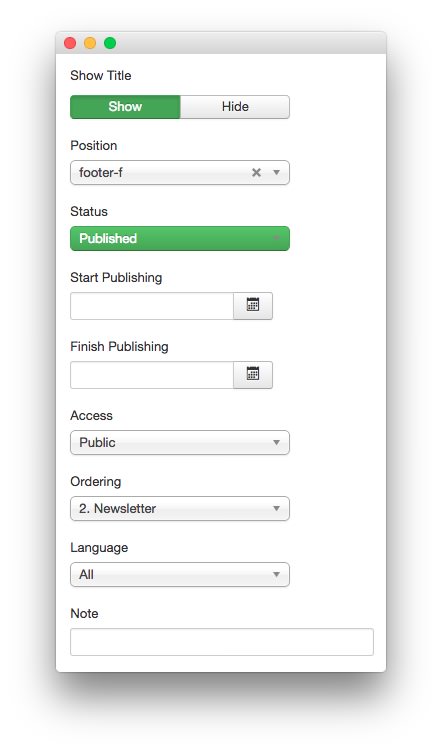 Show Title
Show Hide
Position
footer-f
Status
Published
Start Publishing
Finish Publishing
Access
Public
Ordering
2. Newsletter
Language
All
Note